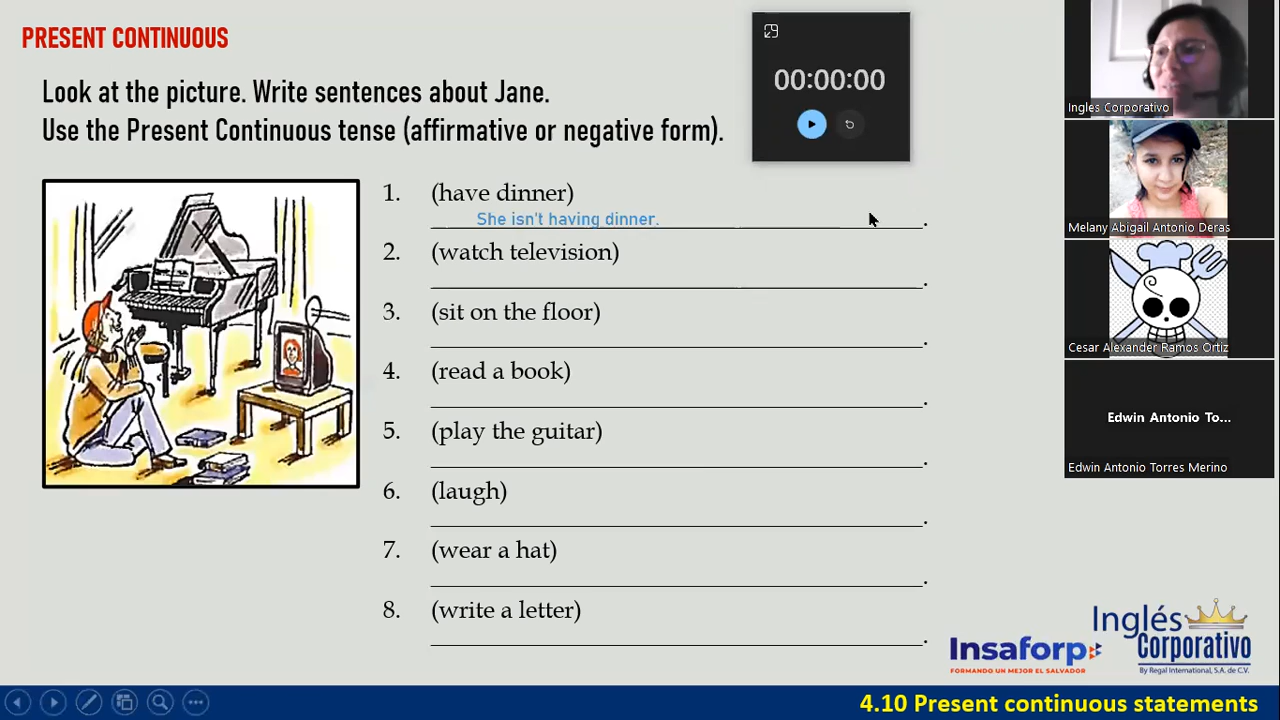 PRESENT CONTINUOUS
Look at the picture. Write sentences about Jane.
Use the Present Continuous tense (affirmative or negative form).
00:00:00
1. (have dinner)
She isn't having dinner.
.
2. (watch television)
.
3. (sit on the floor)
.
4. (read a book)
.
5. (play the guitar)
.
6. (laugh)
.
7. (wear a hat)
.
8. (write a letter)
.
Ingles Corporativo
Melany Abigail Antonio Deras
Cesar Alexander Ramos Ortiz
Edwin Antonio To...
Edwin Antonio Torres Merino
Insaforp
FORMANDO UN MEJOR EL SALVADOR
Inglés
Corporativo
By Regal International, S.A. de C.V.
4.10 Present continuous statements